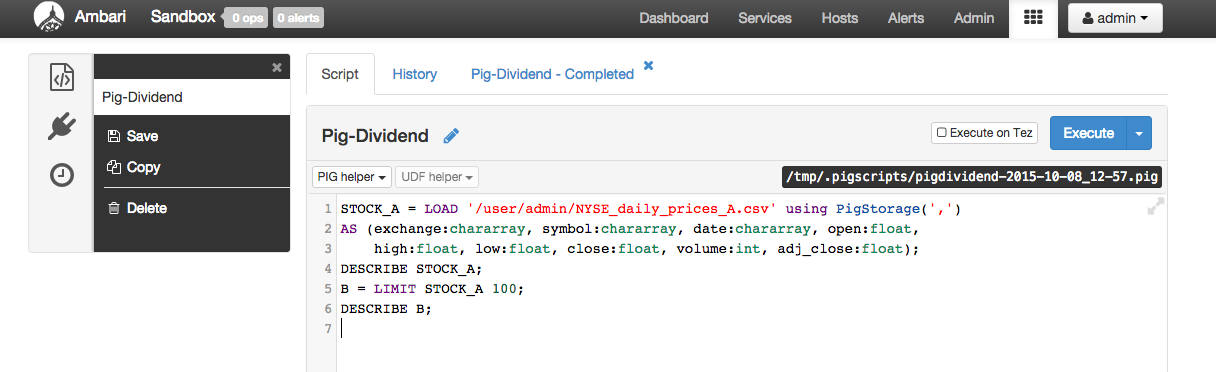 Ambari Sandbox 0 ops 0 alerts Dashboard Services Hosts Alerts Admin admin
Pig-Dividend
Save
Copy
Delete
Script History Pig-Dividend - Completed
Pig-Dividend Execute on Tez Execute
PIG helper UDF helper /tmp/.pigscripts/pigdividend-2015-10-08_12-57.pig
1 STOCK_A = LOAD '/user/admin/NYSE_daily_prices_A.csv' using PigStorage(',')
2 AS (exchange:chararray, symbol:chararray, date:chararray, open:float,
3 high:float, low:float, close:float, volume:int, adj_close:float);
4 DESCRIBE STOCK_A;
5 B = LIMIT STOCK_A 100;
6 DESCRIBE B;
7